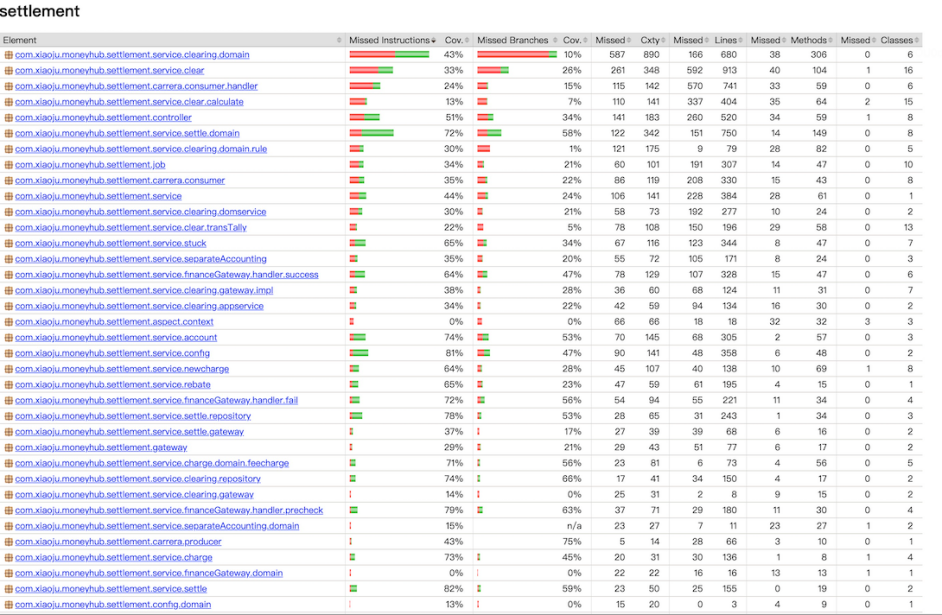 settlement
Element Missed Instructions Cov. Missed Branches Cov. Missed Cxty Missed Lines Missed Methods Missed Classes
com.xiaoju.moneyhub.settlement.service.clearing.domain 43% 10% 587 890 166 680 38 306 0 6
com.xiaoju.moneyhub.settlement.service.clear 33% 26% 261 348 592 913 40 104 1 16
com.xiaoju.moneyhub.settlement.carrera.consumer.handler 24% 15% 115 142 570 741 33 59 0 6
com.xiaoju.moneyhub.settlement.service.clear.calculate 13% 7% 110 141 337 404 35 64 2 15
com.xiaoju.moneyhub.settlement.controller 51% 34% 141 183 260 520 34 59 1 8
com.xiaoju.moneyhub.settlement.service.settle.domain 72% 58% 122 342 151 750 14 149 0 8
com.xiaoju.moneyhub.settlement.service.clearing.domain.rule 30% 1% 121 175 9 79 28 82 0 5
com.xiaoju.moneyhub.settlement.job 34% 21% 60 101 191 307 14 47 0 10
com.xiaoju.moneyhub.settlement.carrera.consumer 35% 22% 86 119 208 330 15 43 0 8
com.xiaoju.moneyhub.settlement.service 44% 24% 106 141 228 384 28 61 0 1
com.xiaoju.moneyhub.settlement.service.clearing.domservice 30% 21% 58 73 192 277 10 24 0 2
com.xiaoju.moneyhub.settlement.service.clear.transTally 22% 5% 78 108 150 196 29 58 0 13
com.xiaoju.moneyhub.settlement.service.stuck 65% 34% 67 116 123 344 8 47 0 7
com.xiaoju.moneyhub.settlement.service.separateAccounting 35% 20% 55 72 105 171 8 24 0 3
com.xiaoju.moneyhub.settlement.service.financeGateway.handler.success 64% 47% 78 129 107 328 15 47 0 6
com.xiaoju.moneyhub.settlement.service.clearing.gateway.impl 38% 28% 36 60 68 124 11 31 0 7
com.xiaoju.moneyhub.settlement.service.clearing.appservice 34% 22% 42 59 94 134 16 30 0 2
com.xiaoju.moneyhub.settlement.aspect.context 0% 0% 66 66 18 18 32 32 3 3
com.xiaoju.moneyhub.settlement.service.account 74% 53% 70 145 68 305 2 57 0 3
com.xiaoju.moneyhub.settlement.service.config 81% 47% 90 141 48 358 6 48 0 2
com.xiaoju.moneyhub.settlement.service.newcharge 64% 28% 45 107 40 138 10 69 1 8
com.xiaoju.moneyhub.settlement.service.rebate 65% 23% 47 59 61 195 4 15 0 1
com.xiaoju.moneyhub.settlement.service.financeGateway.handler.fail 72% 56% 54 94 55 221 11 34 0 4
com.xiaoju.moneyhub.settlement.service.settle.repository 78% 53% 28 65 31 243 1 34 0 3
com.xiaoju.moneyhub.settlement.service.settle.gateway 37% 17% 27 39 39 68 6 16 0 2
com.xiaoju.moneyhub.settlement.gateway 29% 21% 29 43 51 77 6 17 0 2
com.xiaoju.moneyhub.settlement.service.charge.domain.feecharge 71% 56% 23 81 6 73 4 56 0 5
com.xiaoju.moneyhub.settlement.service.clearing.repository 74% 66% 17 41 34 150 4 17 0 2
com.xiaoju.moneyhub.settlement.service.clearing.gateway 14% 0% 25 31 2 8 9 15 0 2
com.xiaoju.moneyhub.settlement.service.financeGateway.handler.precheck 79% 63% 37 71 29 180 11 30 0 4
com.xiaoju.moneyhub.settlement.service.separateAccounting.domain 15% n/a 23 27 7 11 23 27 1 2
com.xiaoju.moneyhub.settlement.carrera.producer 43% 75% 5 14 28 66 3 10 0 1
com.xiaoju.moneyhub.settlement.service.charge 73% 45% 20 31 30 136 1 8 1 4
com.xiaoju.moneyhub.settlement.service.financeGateway.domain 0% 0% 22 22 16 16 13 13 1 1
com.xiaoju.moneyhub.settlement.service.settle 82% 59% 23 50 25 155 0 19 0 2
com.xiaoju.moneyhub.settlement.config.domain 13% 0% 15 20 0 3 4 9 0 1